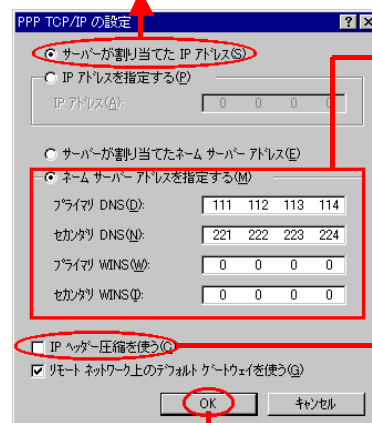 PPP TCP/IP の設定
サーバーが割り当てた IP アドレス(S)
IP アドレスを指定する(P)
IP アドレス(A): 0 0 0 0
サーバーが割り当てたネーム サーバー アドレス(E)
ネーム サーバー アドレスを指定する(M)
プライマリ DNS(D): 111 112 113 114
セカンダリ DNS(N): 221 222 223 224
プライマリ WINS(W): 0 0 0 0
セカンダリ WINS(I): 0 0 0 0
IP ヘッダー圧縮を使う(C)
リモート ネットワーク上のデフォルト ゲートウェイを使う(G)
OK キャンセル